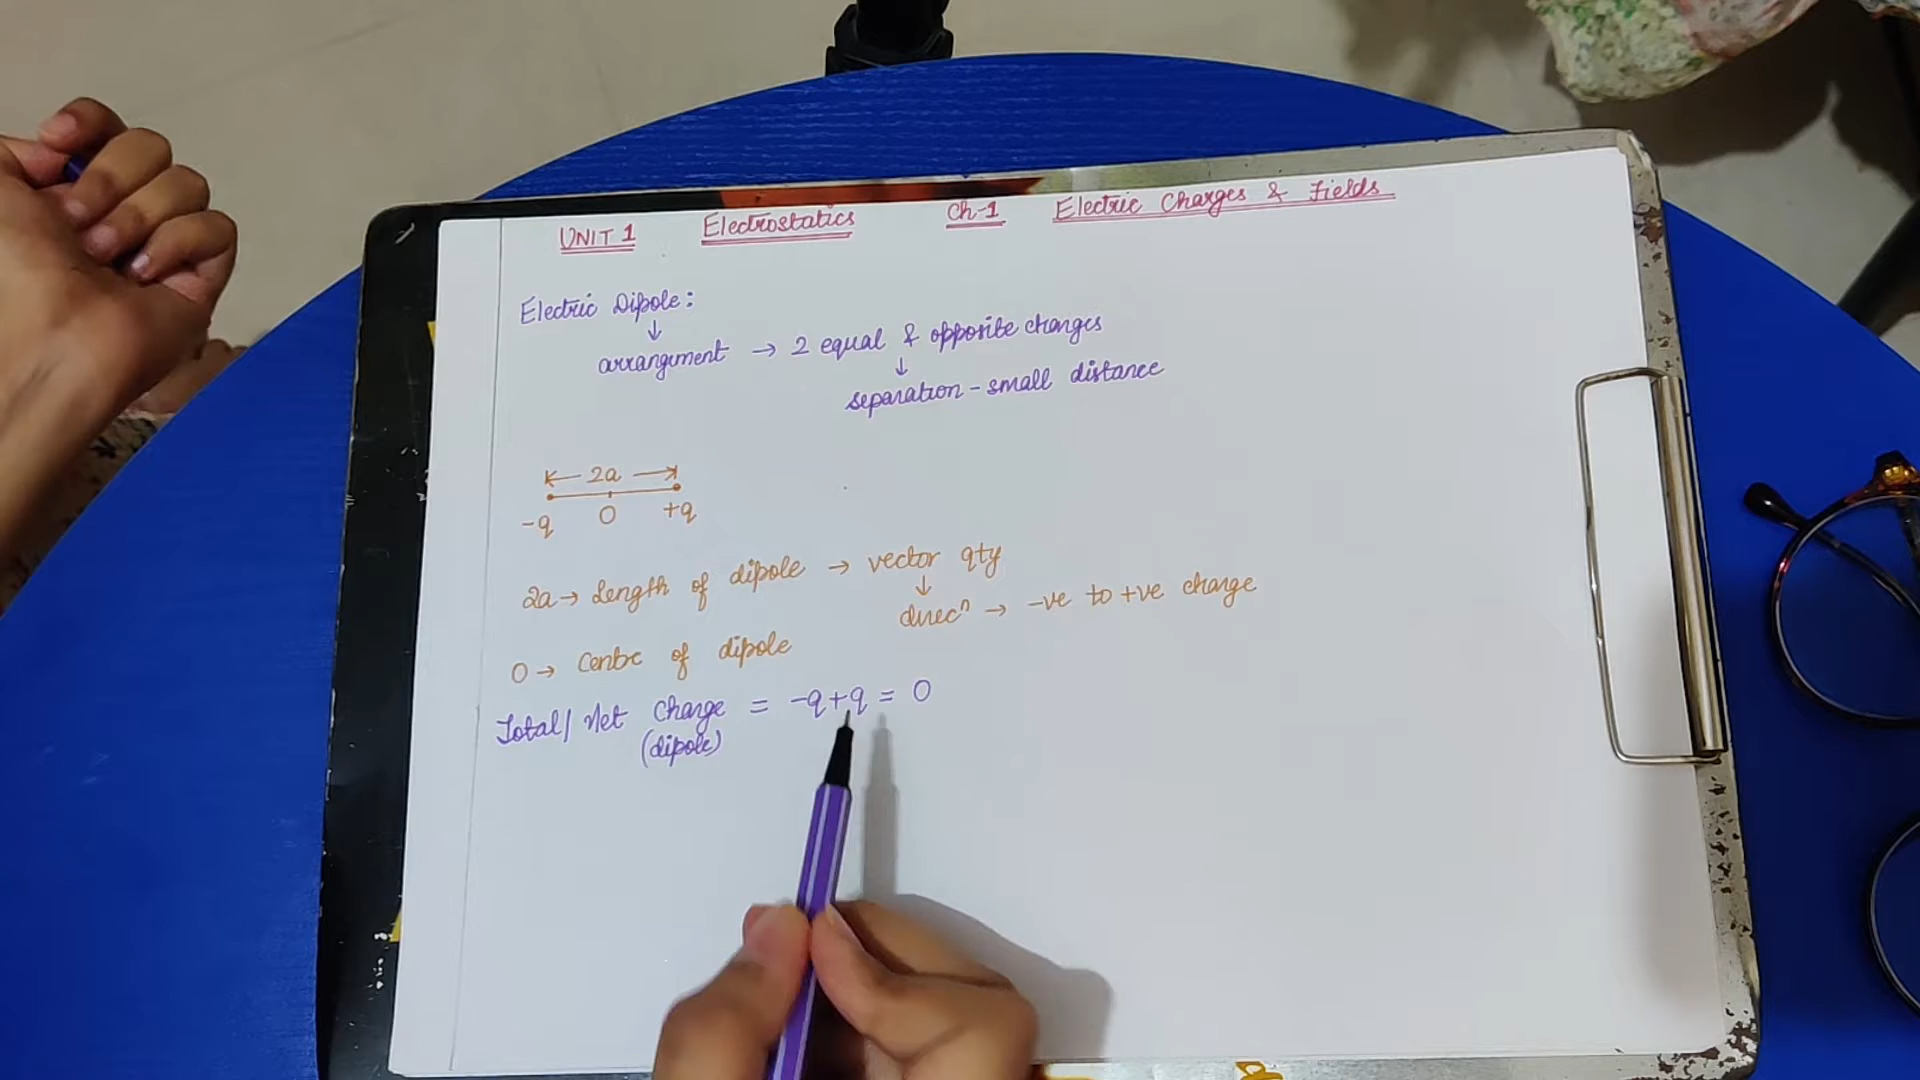 UNIT 1 Electrostatics Ch-1 Electric Charges & Fields
Electric Dipole:
↓
arrangement → 2 equal & opposite charges
↓
separation - small distance
← 2a →
-q O +q
2a → length of dipole → vector qty
↓
direcⁿ → -ve to +ve charge
O → Centre of dipole
Total/ Net Charge = -q+q = 0
(dipole)